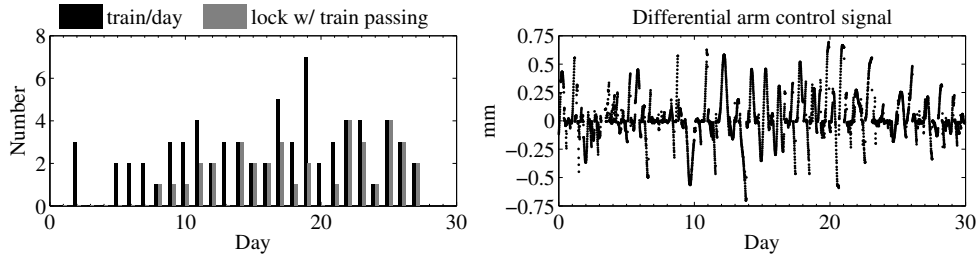 train/day lock w/ train passing
Number
8
6
4
2
0
0 10 20 30
Day
Differential arm control signal
mm
0.75
0.5
0.25
0
−0.25
−0.5
−0.75
0 10 20 30
Day